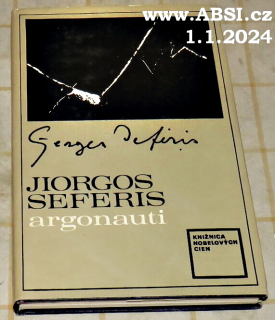 www.ABSI.cz
1.1.2024
Georges Seferis
JIORGOS
SEFERIS
argonauti
KNIŽNICA
NOBELOVÝCH
CIEN